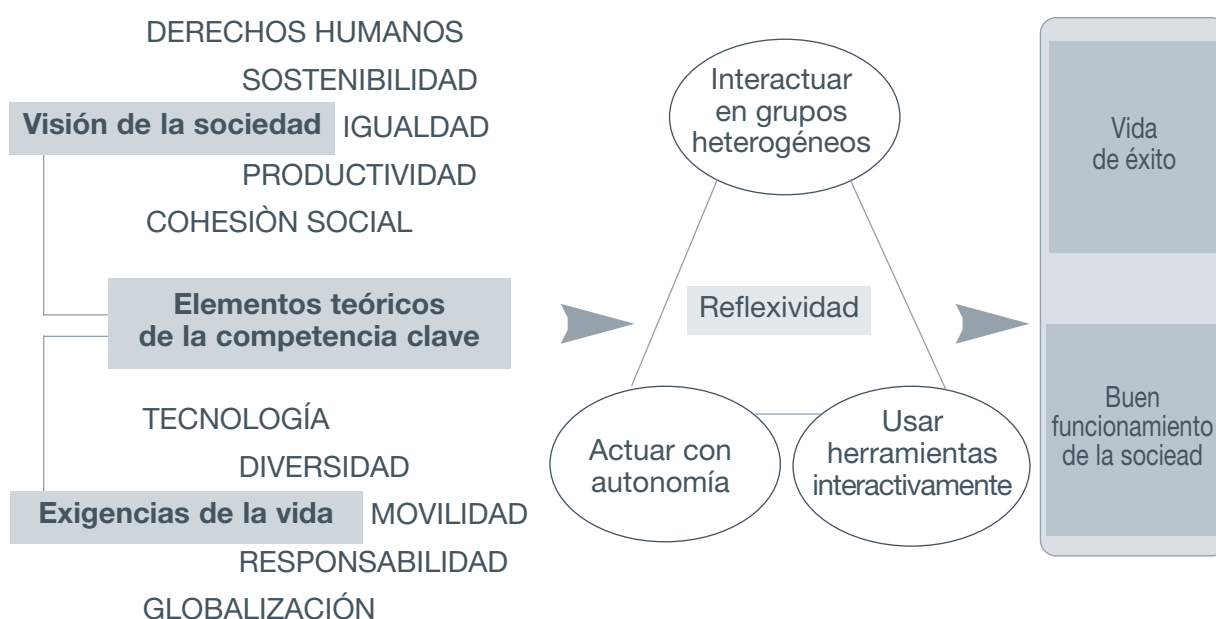 DERECHOS HUMANOS
SOSTENIBILIDAD
Visión de la sociedad
IGUALDAD
PRODUCTIVIDAD
COHESIÒN SOCIAL
Elementos teóricos
de la competencia clave
TECNOLOGÍA
DIVERSIDAD
Exigencias de la vida
MOVILIDAD
RESPONSABILIDAD
GLOBALIZACIÓN
Interactuar
en grupos
heterogéneos
Reflexividad
Actuar con
autonomía
Usar
herramientas
interactivamente
Vida
de éxito
Buen
funcionamiento
de la sociead